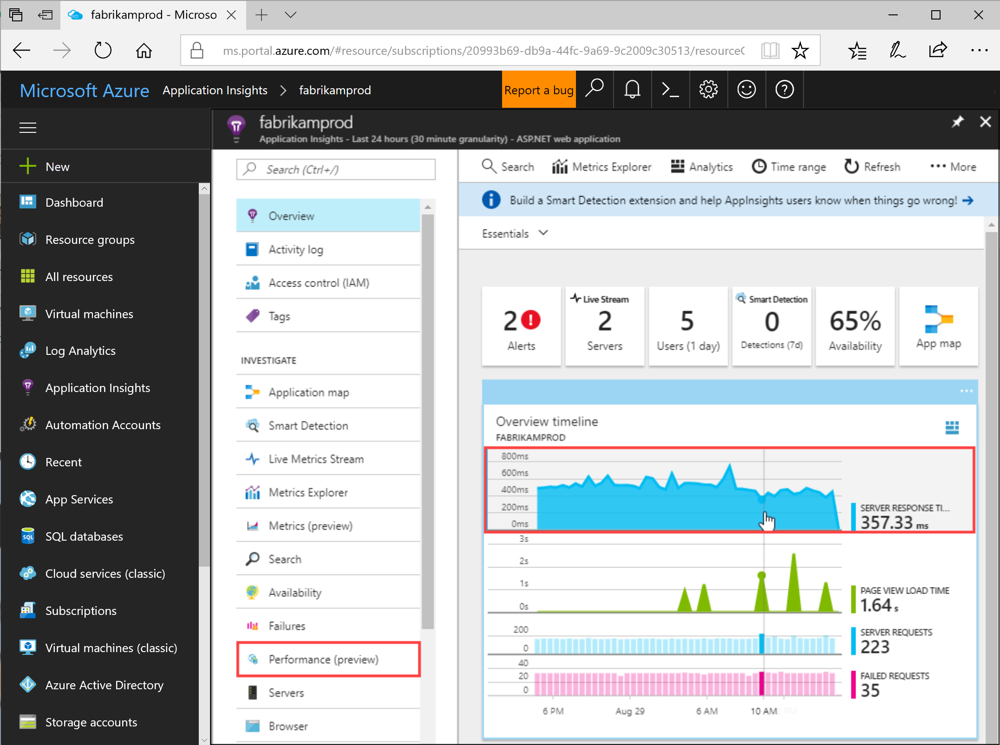 fabrikamprod - Microso
ms.portal.azure.com/#resource/subscriptions/20993b69-db9a-44fc-9a69-9c2009c30513/resource
Microsoft Azure
Application Insights > fabrikamprod
Report a bug
fabrikamprod
Application Insights - Last 24 hours (30 minute granularity) - ASP.NET web application
New
Dashboard
Resource groups
All resources
Virtual machines
Log Analytics
Application Insights
Automation Accounts
Recent
App Services
SQL
SQL databases
Cloud services (classic)
Subscriptions
Virtual machines (classic)
Azure Active Directory
Storage accounts
Search (Ctrl+/)
Overview
Activity log
Access control (IAM)
Tags
INVESTIGATE
Application map
Smart Detection
Live Metrics Stream
Metrics Explorer
Metrics (preview)
Search
Availability
Failures
Performance (preview)
Servers
Browser
Search
Metrics Explorer
Analytics
Time range
Refresh
More
Build a Smart Detection extension and help AppInsights users know when things go wrong!
Essentials
2
Alerts
Live Stream
2
Servers
5
Users (1 day)
Smart Detection
0
Detections (7d)
65%
Availability
App map
Overview timeline
FABRIKAMPROD
800ms
600ms
400ms
200ms
0ms
SERVER RESPONSE TI...
357.33 ms
3s
2s
1s
0s
PAGE VIEW LOAD TIME
1.64 s
200
0
SERVER REQUESTS
223
40
20
0
FAILED REQUESTS
35
6 PM
Aug 29
6 AM
10 AM
PM